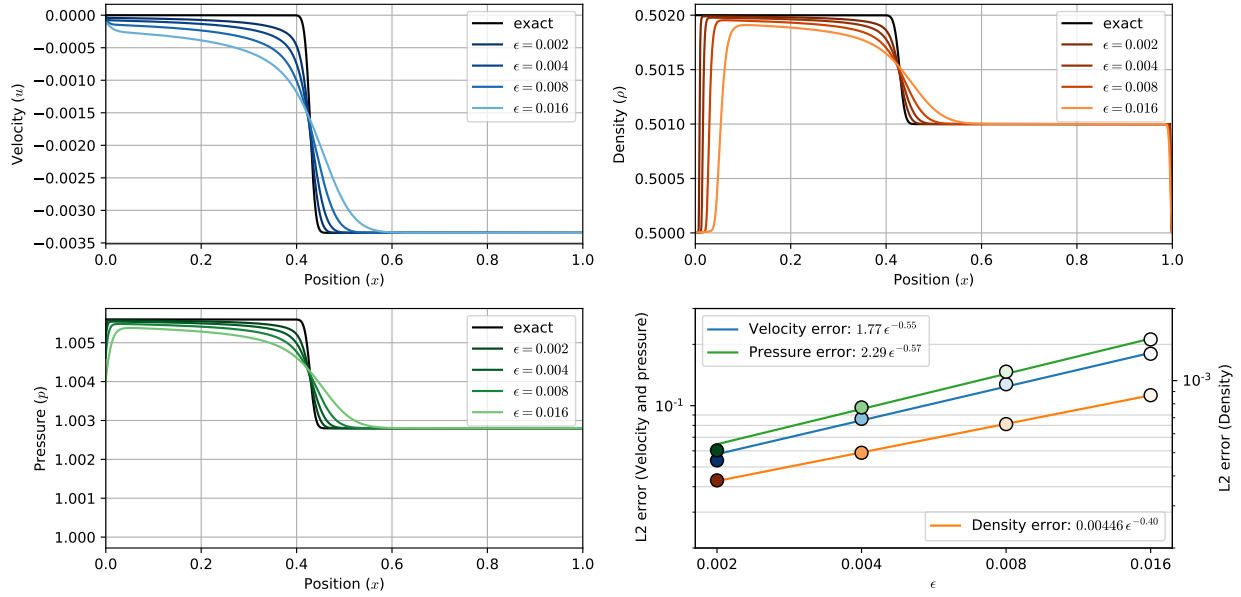 0.0000
−0.0005
−0.0010
−0.0015
−0.0020
−0.0025
−0.0030
−0.0035
Velocity (u)
exact
ϵ = 0.002
ϵ = 0.004
ϵ = 0.008
ϵ = 0.016
0.0 0.2 0.4 0.6 0.8 1.0
Position (x)
0.5020
0.5015
0.5010
0.5005
0.5000
Density (ρ)
exact
ϵ = 0.002
ϵ = 0.004
ϵ = 0.008
ϵ = 0.016
0.0 0.2 0.4 0.6 0.8 1.0
Position (x)
1.005
1.004
1.003
1.002
1.001
1.000
Pressure (p)
exact
ϵ = 0.002
ϵ = 0.004
ϵ = 0.008
ϵ = 0.016
0.0 0.2 0.4 0.6 0.8 1.0
Position (x)
L2 error (Velocity and pressure)
10⁻¹
Velocity error: 1.77 ϵ^−0.55
Pressure error: 2.29 ϵ^−0.57
Density error: 0.00446 ϵ^−0.40
10⁻³
L2 error (Density)
0.002 0.004 0.008 0.016
ϵ